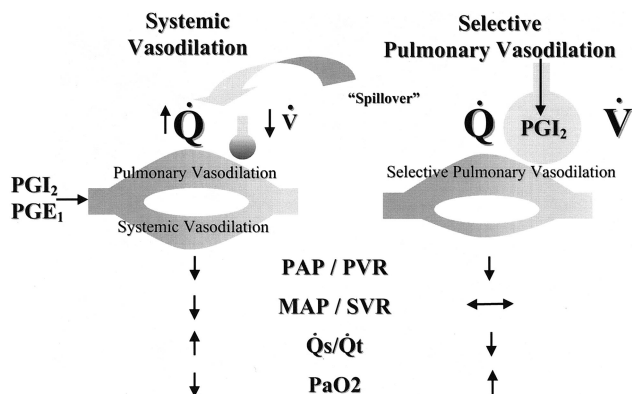 Systemic
Vasodilation
Selective
Pulmonary Vasodilation
"Spillover"
↑ Q̇
↓ V̇
Q̇
PGI₂
V̇
Pulmonary Vasodilation
Selective Pulmonary Vasodilation
PGI₂
PGE₁
Systemic Vasodilation
↓ PAP / PVR ↓
↓ MAP / SVR ↔
↑ Q̇s/Q̇t ↓
↓ PaO2 ↑